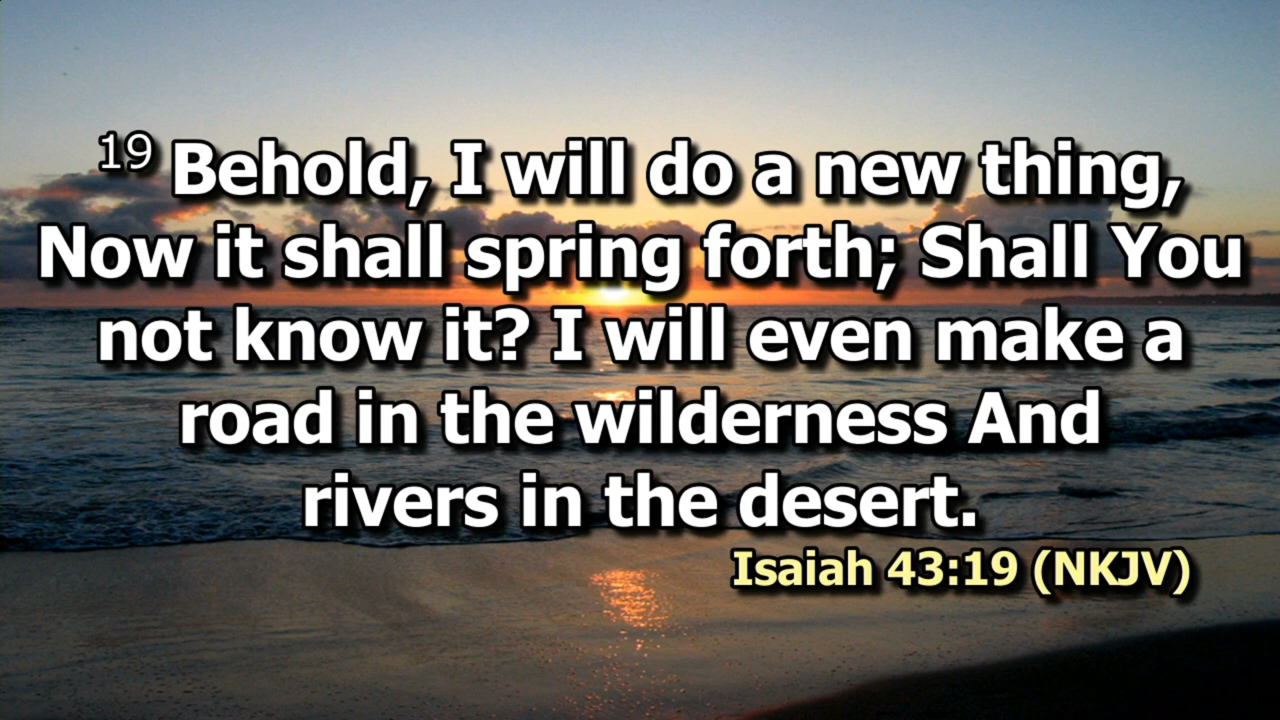 19 Behold, I will do a new thing,
Now it shall spring forth; Shall You
not know it? I will even make a
road in the wilderness And
rivers in the desert.
Isaiah 43:19 (NKJV)